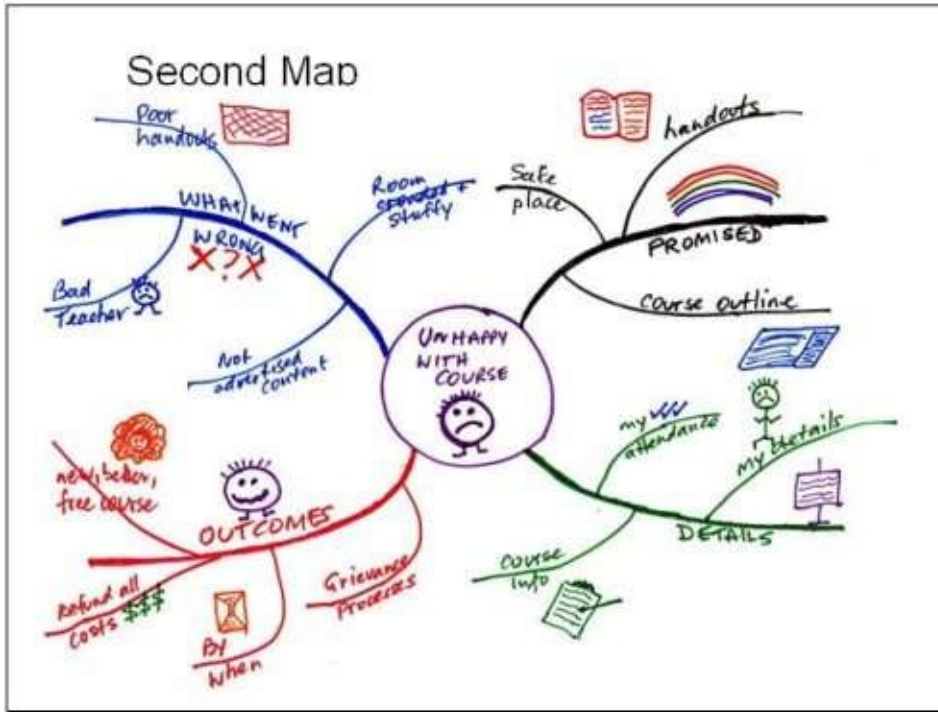 Second Map
Poor
handouts
WHAT WENT
WRONG
X?X
Room
crowded +
stuffy
Bad
Teacher
Not
advertised
content
UNHAPPY
WITH
COURSE
handouts
Safe
place
PROMISED
Course outline
my
attendance
my details
DETAILS
Course
info
OUTCOMES
new, better,
free course
Refund all
costs $$$
By
when
Grievance
Processes